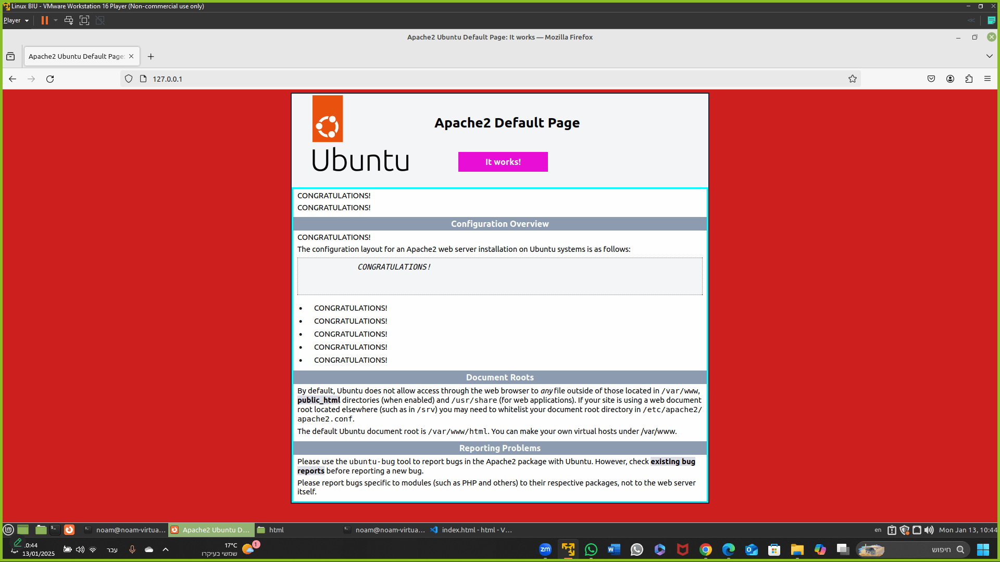 Linux BIU - VMware Workstation 16 Player (Non-commercial use only)
Player
Apache2 Ubuntu Default Page: It works — Mozilla Firefox
Apache2 Ubuntu Default Page:
127.0.0.1
Apache2 Default Page
Ubuntu
It works!
CONGRATULATIONS!
CONGRATULATIONS!
Configuration Overview
CONGRATULATIONS!
The configuration layout for an Apache2 web server installation on Ubuntu systems is as follows:
CONGRATULATIONS!
• CONGRATULATIONS!
• CONGRATULATIONS!
• CONGRATULATIONS!
• CONGRATULATIONS!
• CONGRATULATIONS!
Document Roots
By default, Ubuntu does not allow access through the web browser to any file outside of those located in /var/www,
public_html directories (when enabled) and /usr/share (for web applications). If your site is using a web document
root located elsewhere (such as in /srv) you may need to whitelist your document root directory in /etc/apache2/
apache2.conf.
The default Ubuntu document root is /var/www/html. You can make your own virtual hosts under /var/www.
Reporting Problems
Please use the ubuntu-bug tool to report bugs in the Apache2 package with Ubuntu. However, check existing bug
reports before reporting a new bug.
Please report bugs specific to modules (such as PHP and others) to their respective packages, not to the web server
itself.
noam@noam-virtua... Apache2 Ubuntu D... html noam@noam-virtua... index.html - html - V... en Mon Jan 13, 10:44
10:44
13/01/2025
עבר
17°C
שמשי בעיקרו
1
zm
חיפוש